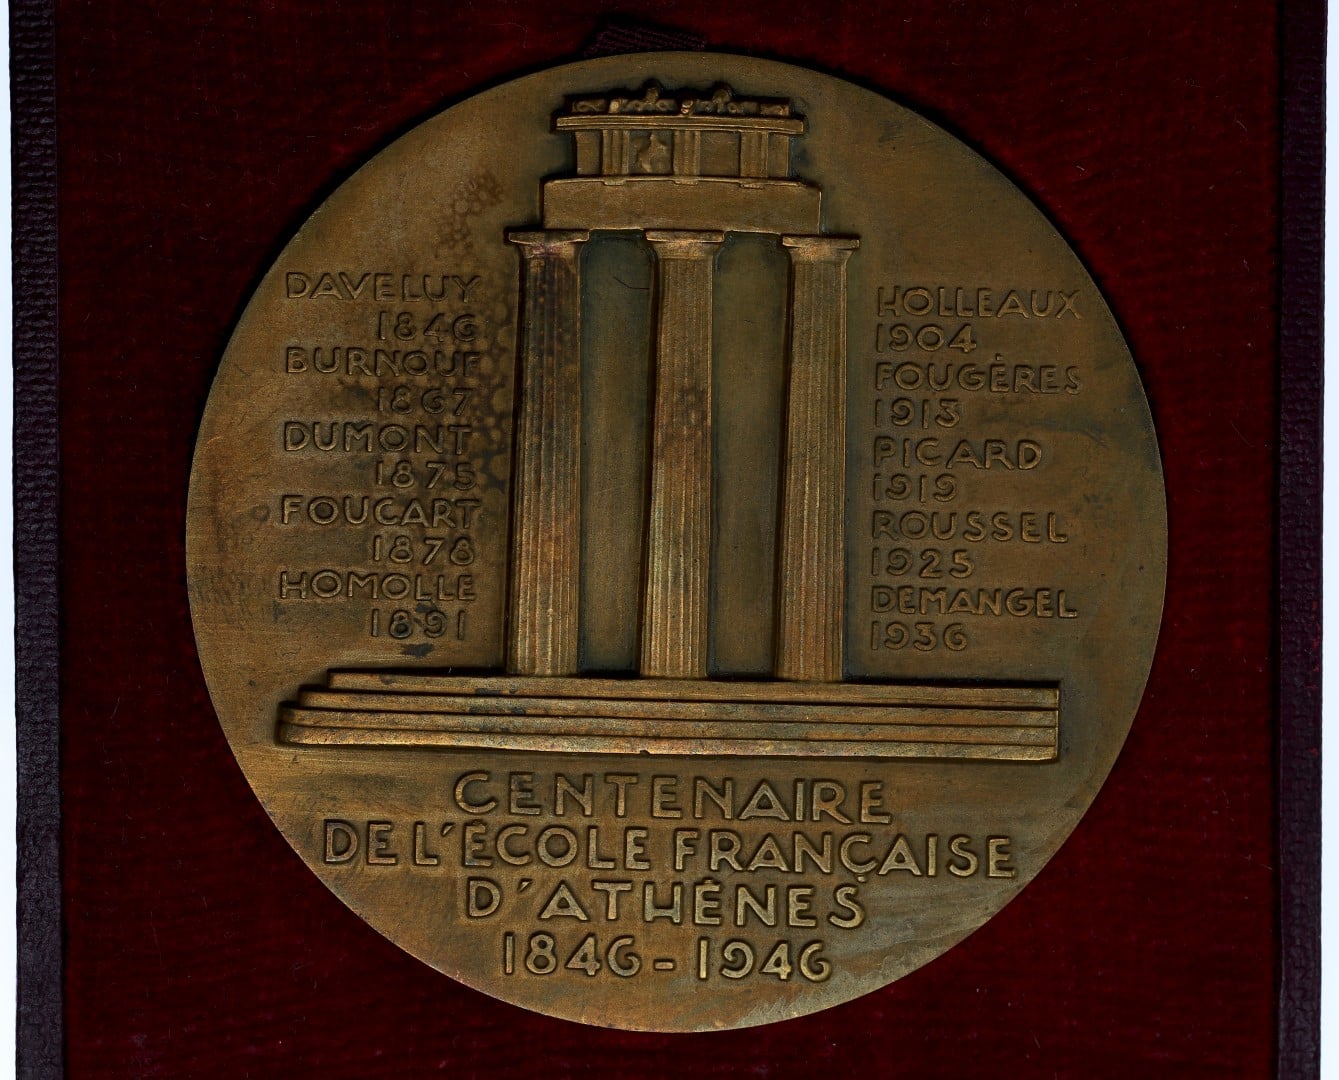 DAVELUY
1846
BURNOUF
1867
DUMONT
1875
FOUCART
1878
HOMOLLE
1891
HOLLEAUX
1904
FOUGÈRES
1913
PICARD
1919
ROUSSEL
1925
DEMANGEL
1936
CENTENAIRE
DE L'ÉCOLE FRANÇAISE
D'ATHÈNES
1846-1946